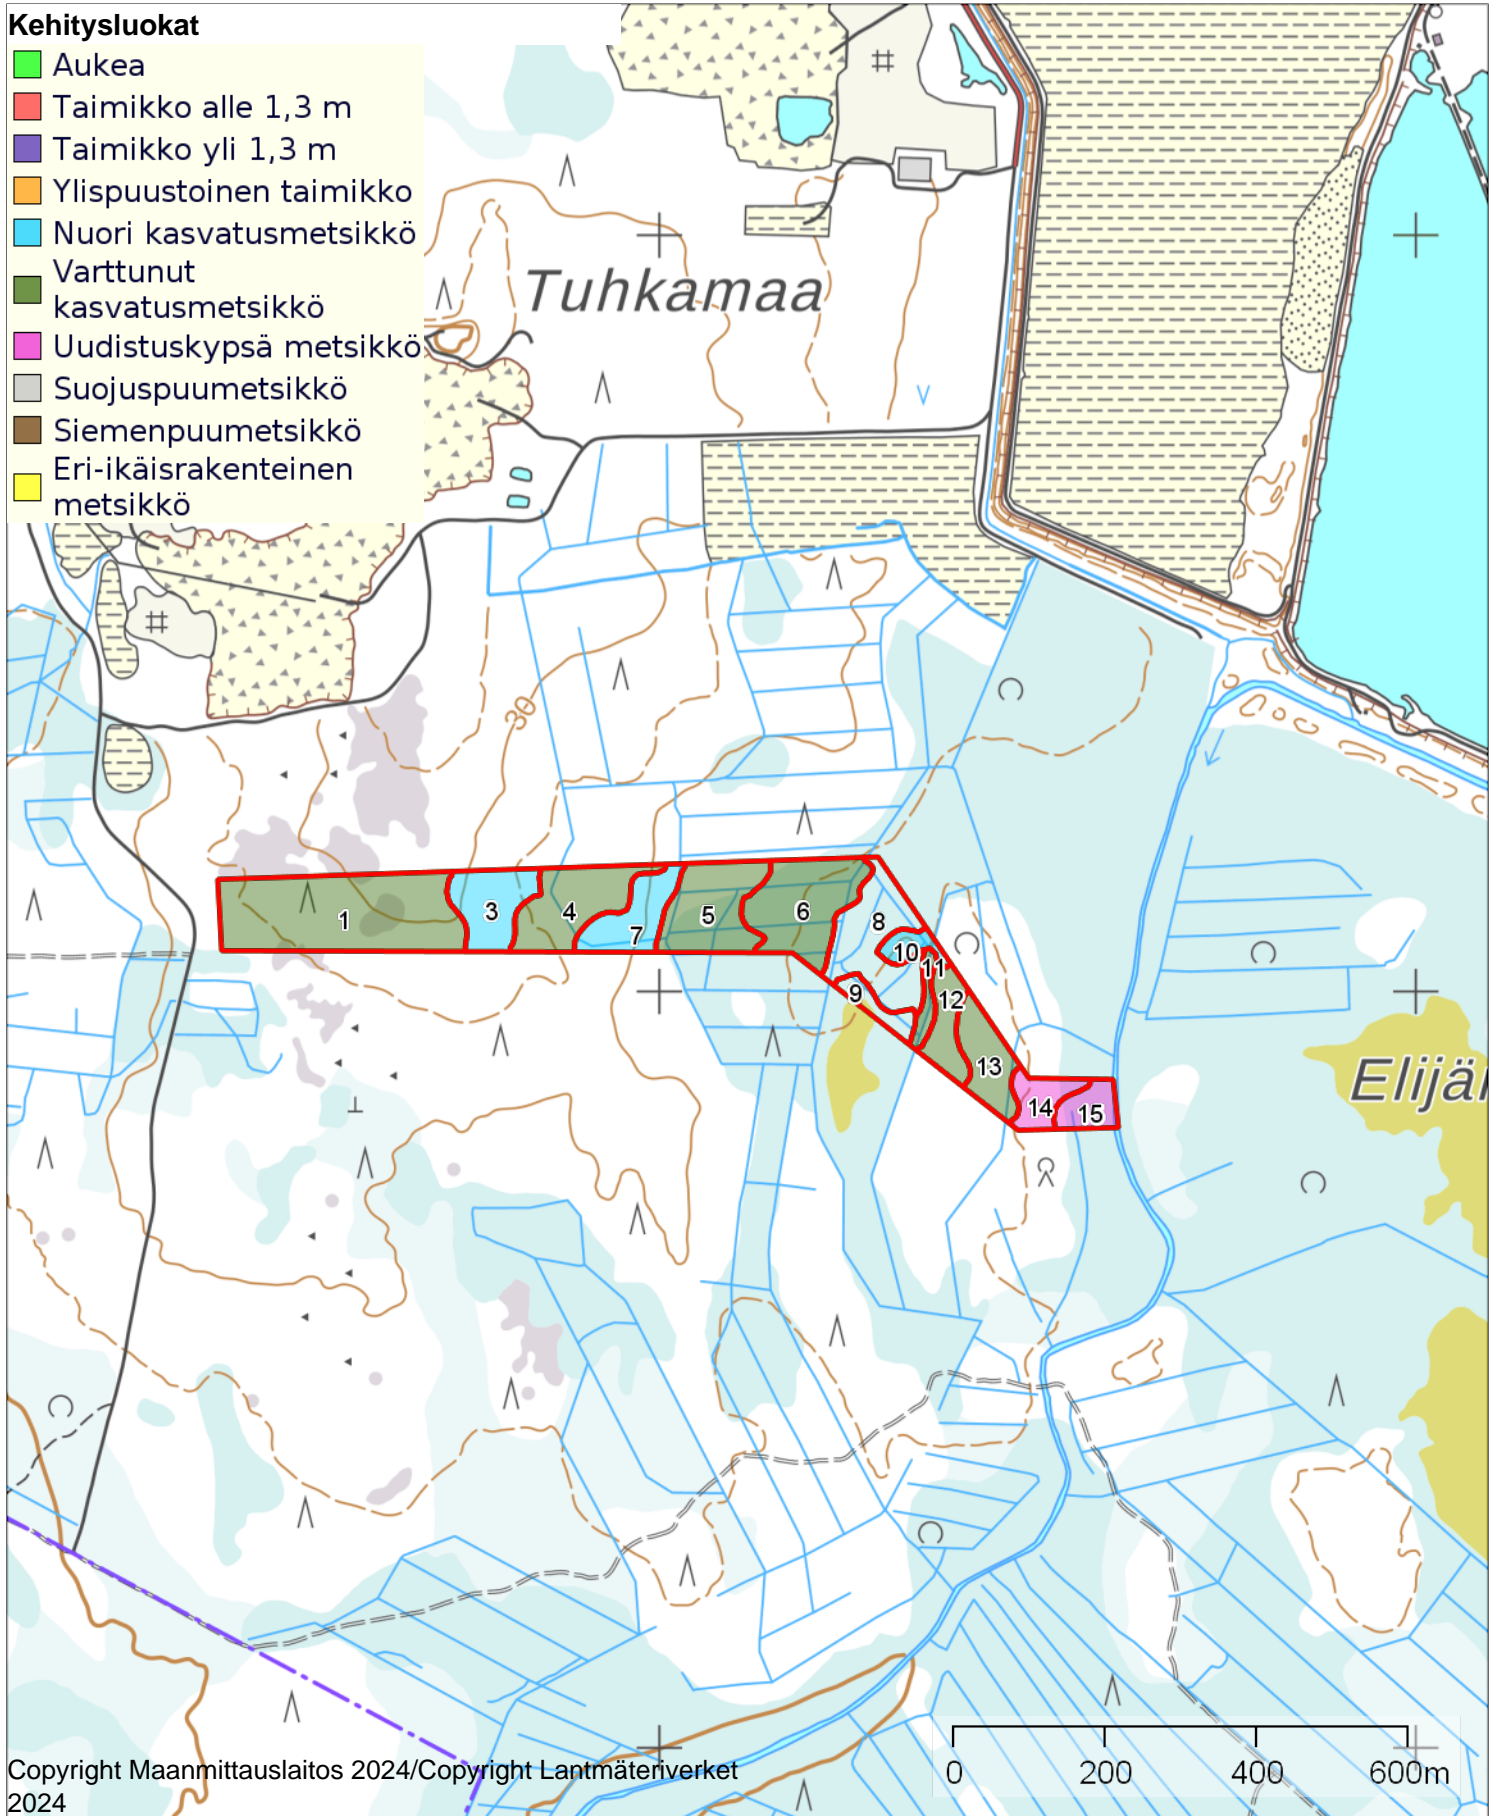 Kehitysluokat
Aukea
Taimikko alle 1,3 m
Taimikko yli 1,3 m
Ylispuustoinen taimikko
Nuori kasvatusmetsikkö
Varttunut
kasvatusmetsikkö
Uudistuskypsä metsikkö
Suojuspuumetsikkö
Siemenpuumetsikkö
Eri-ikäisrakenteinen
metsikkö
Tuhkamaa
30
1
3
4
7
5
6
8
10
11
9
12
13
14
15
0 200 400 600m
Copyright Maanmittauslaitos 2024/Copyright Lantmäteriverket
2024